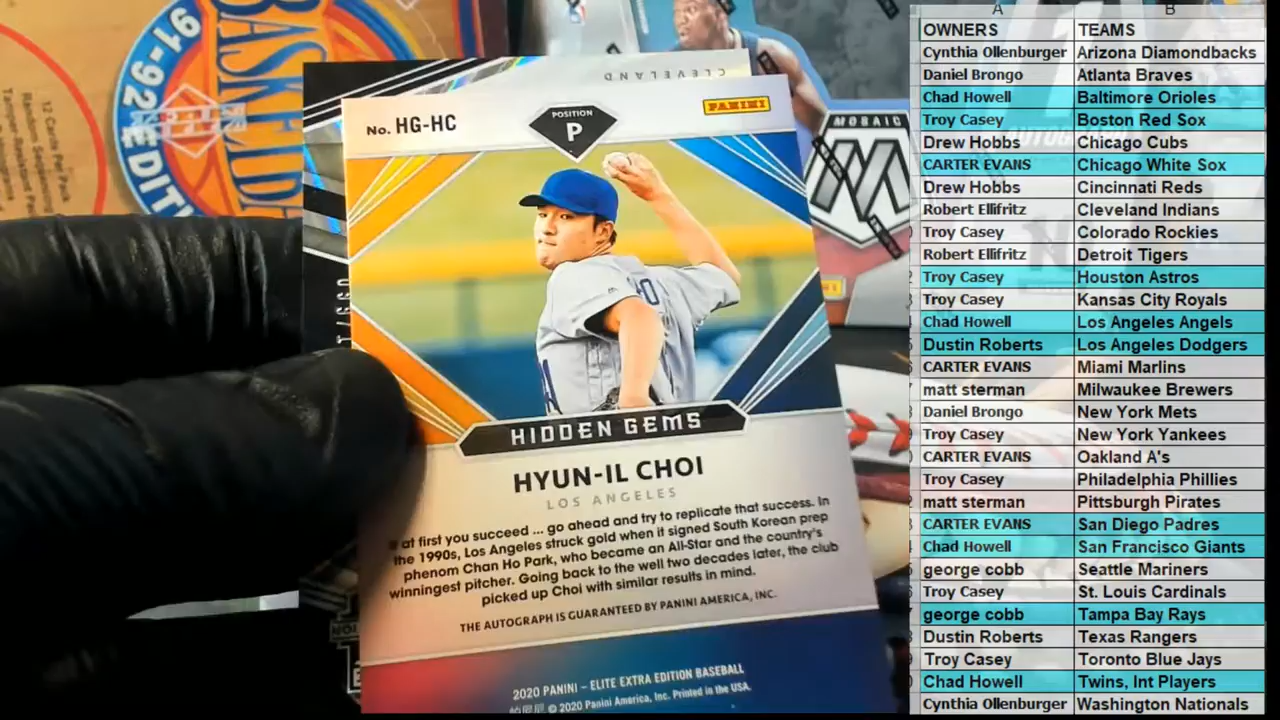 BASKETBA
91-92 EDITI
12 Cards Per Pack
CLEVELAND
MOSAIC
No. HG-HC
POSITION
P
PANINI
HIDDEN GEMS
HYUN-IL CHOI
LOS ANGELES
at first you succeed ... go ahead and try to replicate that success. In
the 1990s, Los Angeles struck gold when it signed South Korean prep
phenom Chan Ho Park, who became an All-Star and the country's
winningest pitcher. Going back to the well two decades later, the club
picked up Choi with similar results in mind.
THE AUTOGRAPH IS GUARANTEED BY PANINI AMERICA, INC.
2020 PANINI – ELITE EXTRA EDITION BASEBALL
© 2020 Panini America, Inc. Printed in the USA.
A B
OWNERS TEAMS
Cynthia Ollenburger Arizona Diamondbacks
Daniel Brongo Atlanta Braves
Chad Howell Baltimore Orioles
Troy Casey Boston Red Sox
Drew Hobbs Chicago Cubs
CARTER EVANS Chicago White Sox
Drew Hobbs Cincinnati Reds
Robert Ellifritz Cleveland Indians
Troy Casey Colorado Rockies
Robert Ellifritz Detroit Tigers
Troy Casey Houston Astros
Troy Casey Kansas City Royals
Chad Howell Los Angeles Angels
Dustin Roberts Los Angeles Dodgers
CARTER EVANS Miami Marlins
matt sterman Milwaukee Brewers
Daniel Brongo New York Mets
Troy Casey New York Yankees
CARTER EVANS Oakland A's
Troy Casey Philadelphia Phillies
matt sterman Pittsburgh Pirates
CARTER EVANS San Diego Padres
Chad Howell San Francisco Giants
george cobb Seattle Mariners
Troy Casey St. Louis Cardinals
george cobb Tampa Bay Rays
Dustin Roberts Texas Rangers
Troy Casey Toronto Blue Jays
Chad Howell Twins, Int Players
Cynthia Ollenburger Washington Nationals